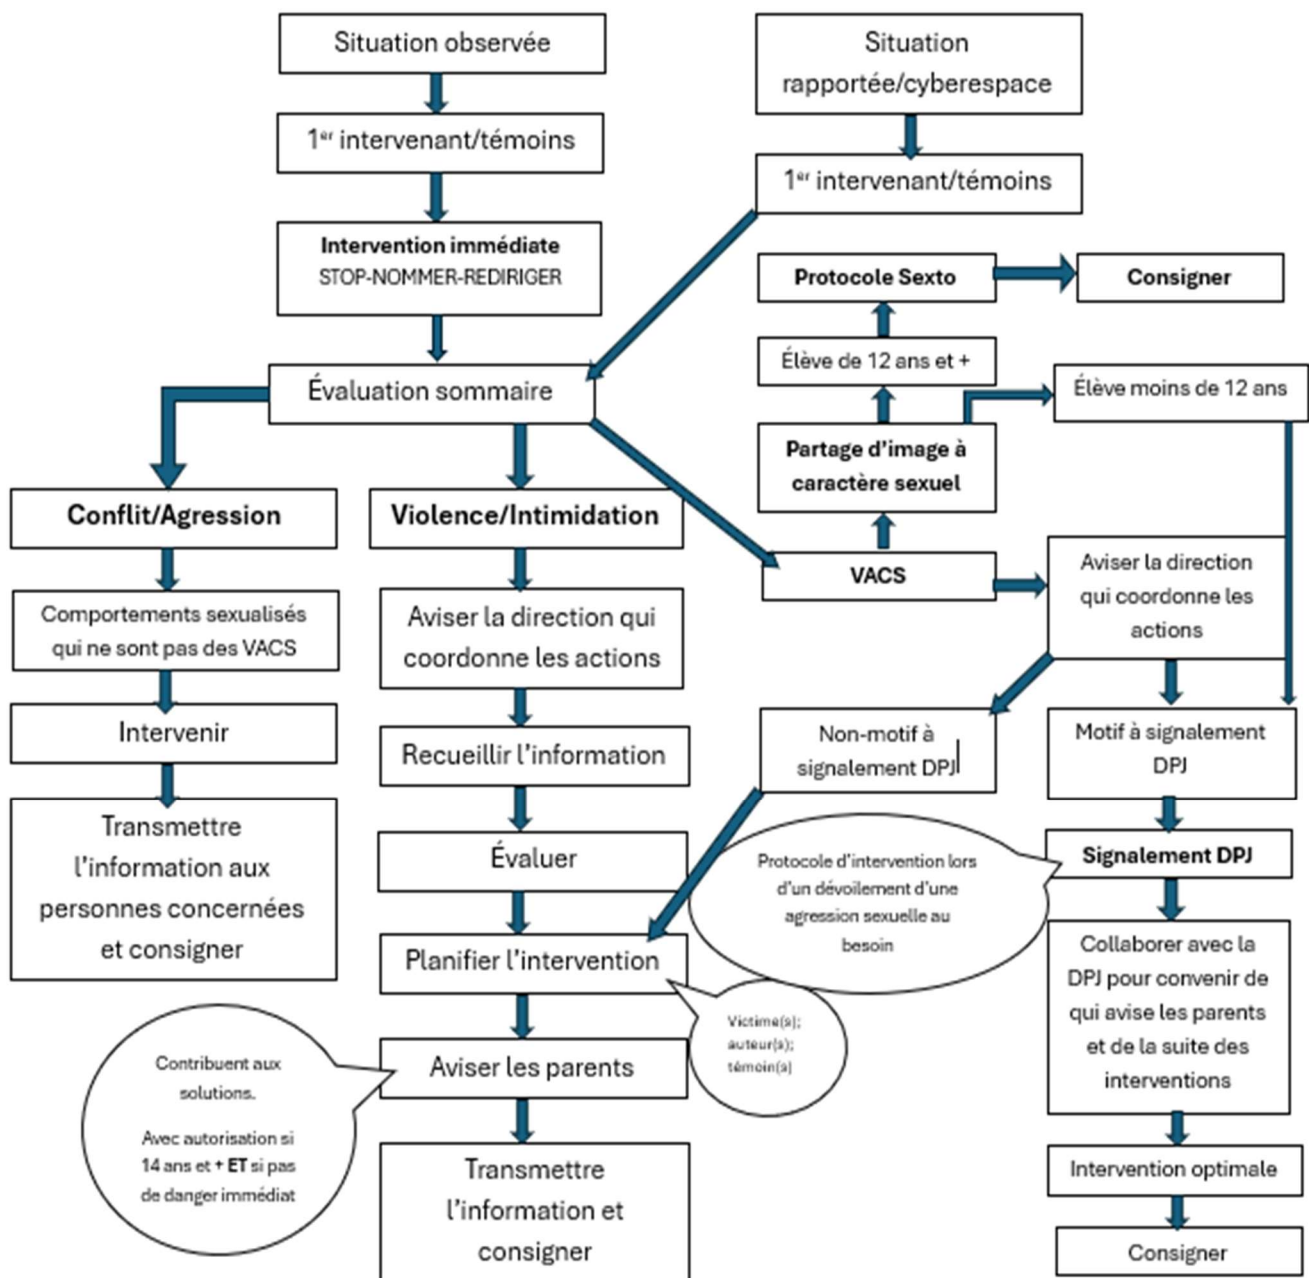 Situation observée
Situation
rapportée/cyberespace
1er intervenant/témoins
1er intervenant/témoins
Intervention immédiate
STOP-NOMMER-REDIRIGER
Protocole Sexto
Consigner
Élève de 12 ans et +
Élève moins de 12 ans
Évaluation sommaire
Partage d'image à
caractère sexuel
Conflit/Agression
Violence/Intimidation
VACS
Aviser la direction
qui coordonne les
actions
Comportements sexualisés
qui ne sont pas des VACS
Aviser la direction qui
coordonne les actions
Intervenir
Recueillir l'information
Non-motif à
signalement DPJ
Motif à signalement
DPJ
Transmettre
l'information aux
personnes concernées
et consigner
Évaluer
Protocole d'intervention lors
d'un dévoilement d'une
agression sexuelle au
besoin
Signalement DPJ
Planifier l'intervention
Collaborer avec la
DPJ pour convenir de
qui avise les parents
et de la suite des
interventions
Victime(s);
auteur(s);
témoin(s)
Contribuent aux
solutions.
Avec autorisation si
14 ans et + ET si pas
de danger immédiat
Aviser les parents
Transmettre
l'information et
consigner
Intervention optimale
Consigner